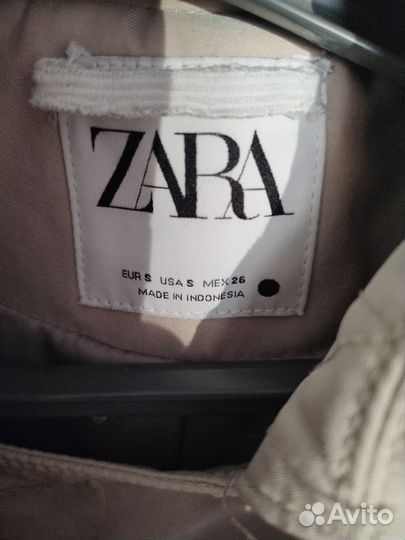 ZARA
EUR S USA S MEX 26
MADE IN INDONESIA
Avito